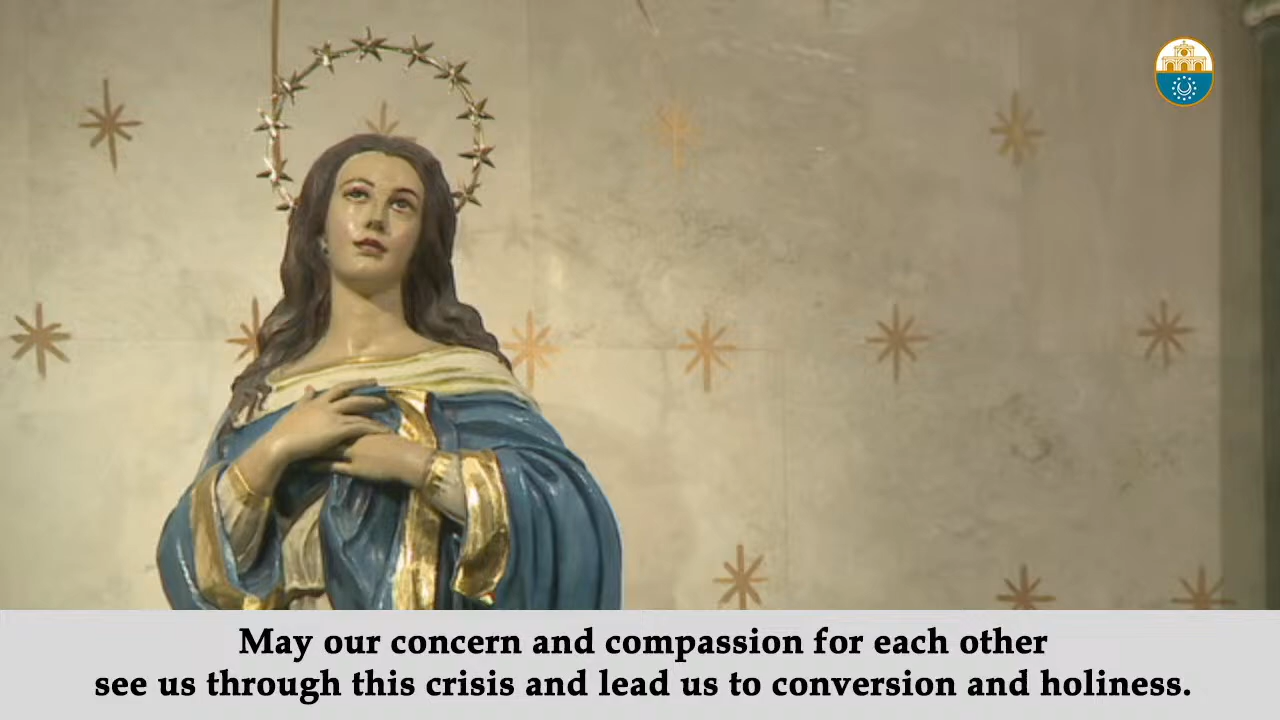 May our concern and compassion for each other
see us through this crisis and lead us to conversion and holiness.